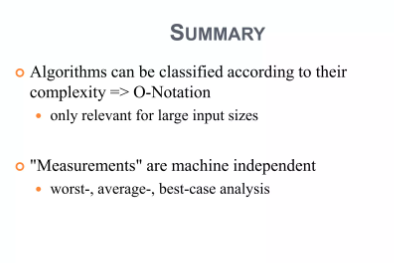 SUMMARY
Algorithms can be classified according to their
complexity => O-Notation
only relevant for large input sizes
"Measurements" are machine independent
worst-, average-, best-case analysis